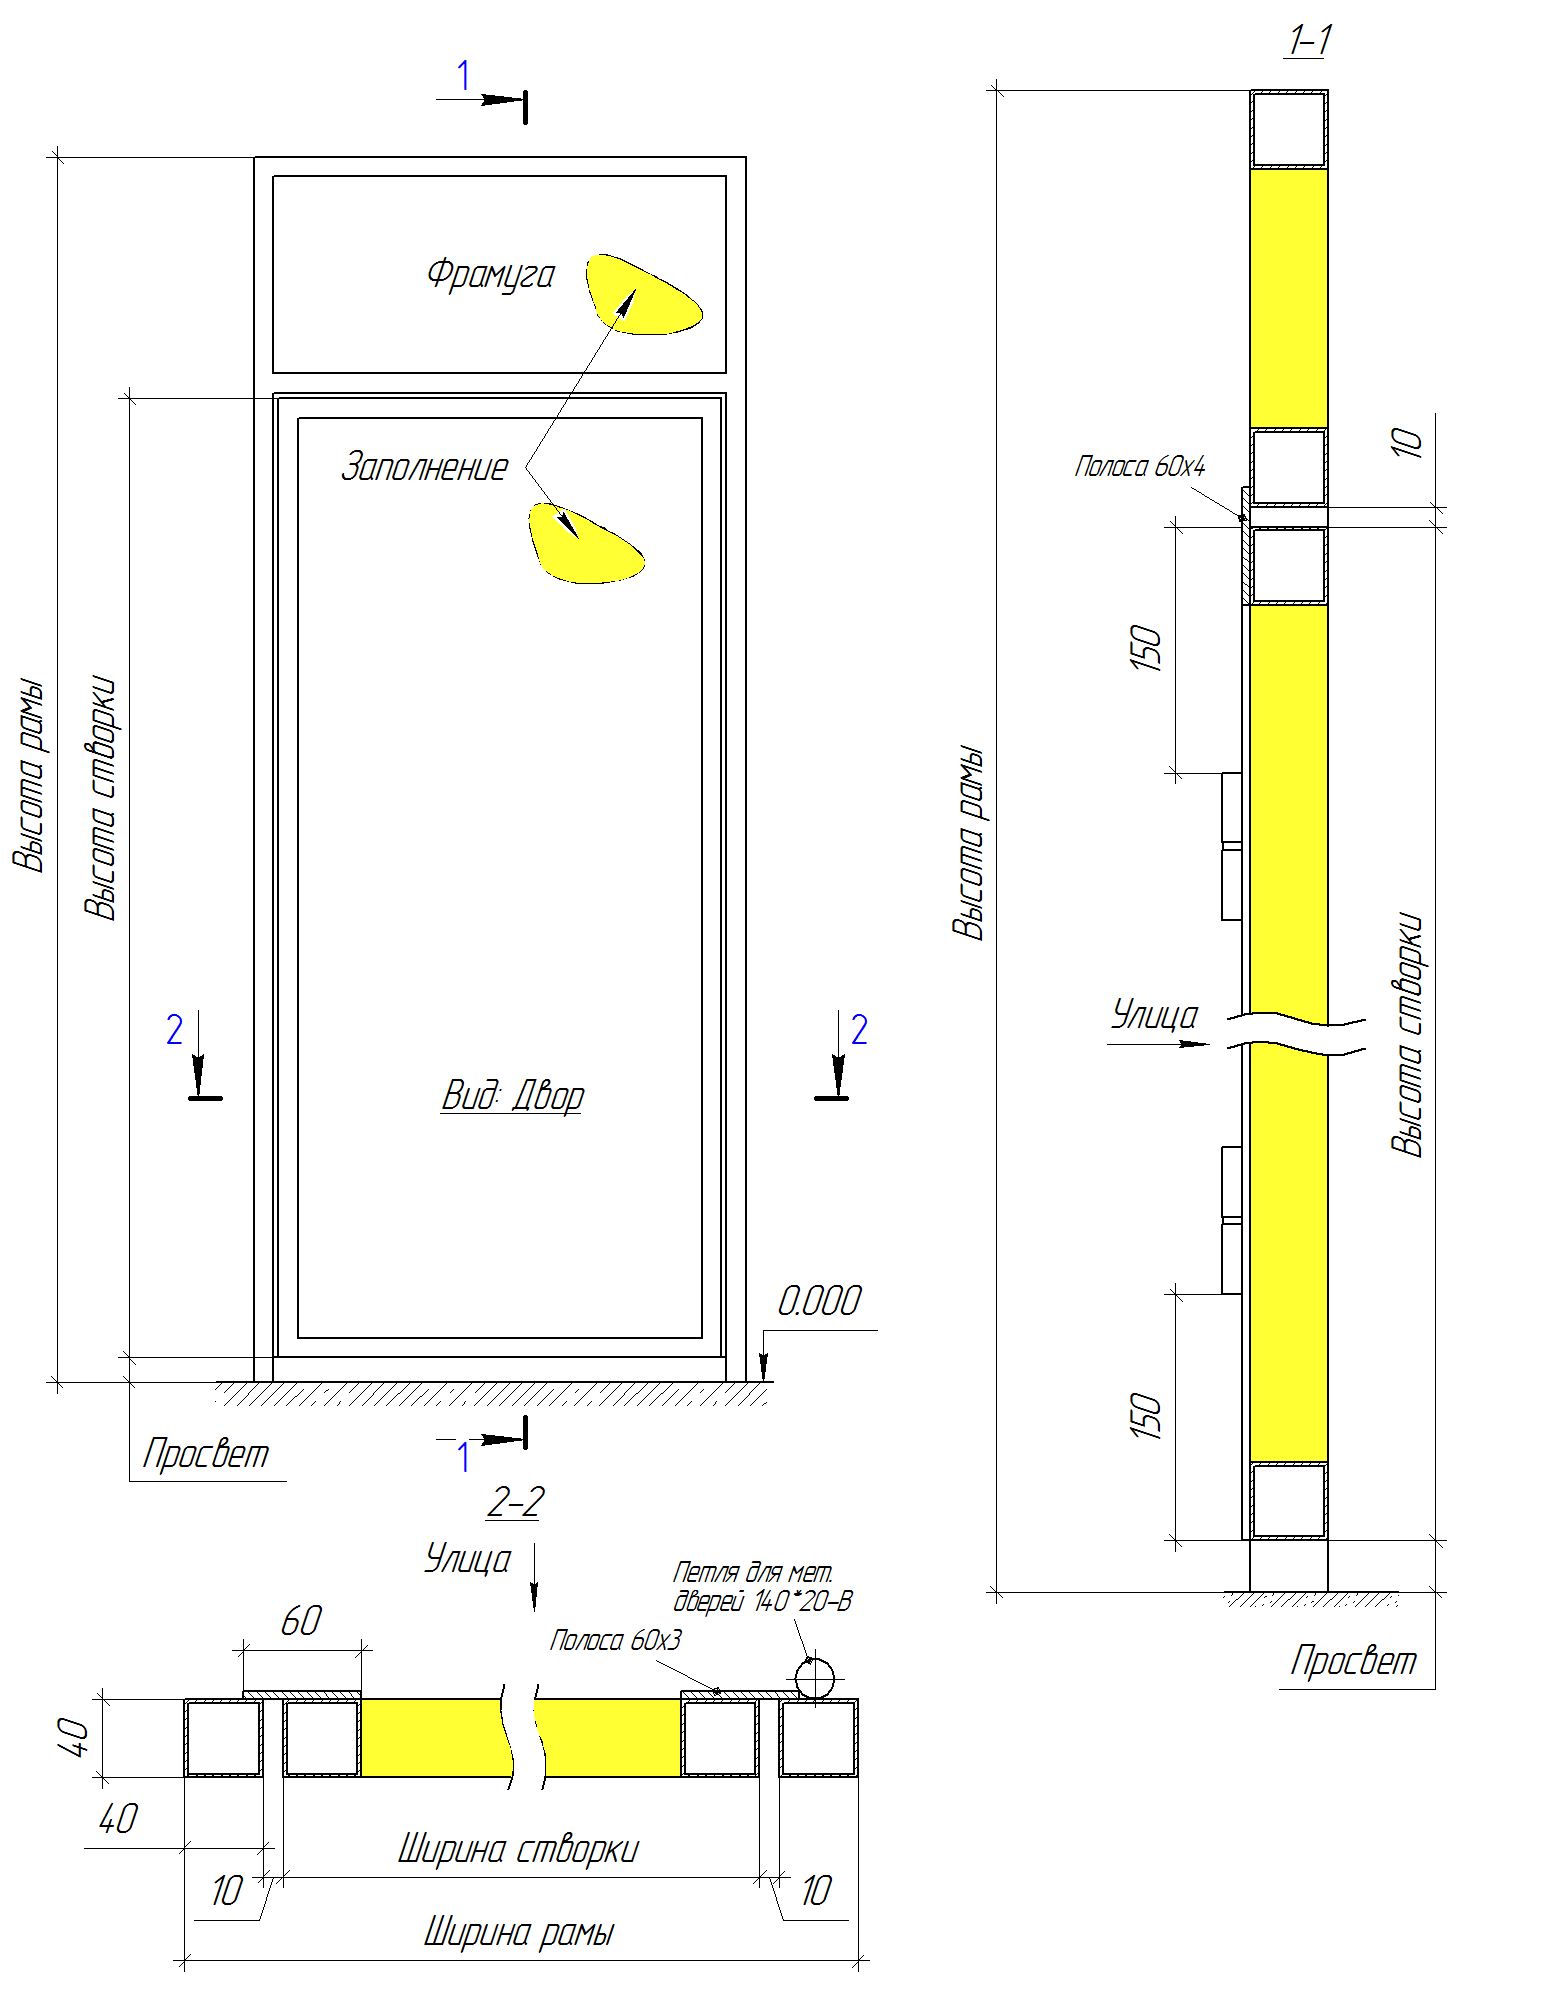 1
Фрамуга
Заполнение
Высота рамы
Высота створки
2
2
Вид: Двор
0.000
Просвет
1
1-1
Полоса 60х4
10
150
Высота рамы
Улица
Высота створки
150
Просвет
2-2
Улица
Петля для мет.
дверей 140*20-В
60
Полоса 60х3
40
40
Ширина створки
10
10
Ширина рамы